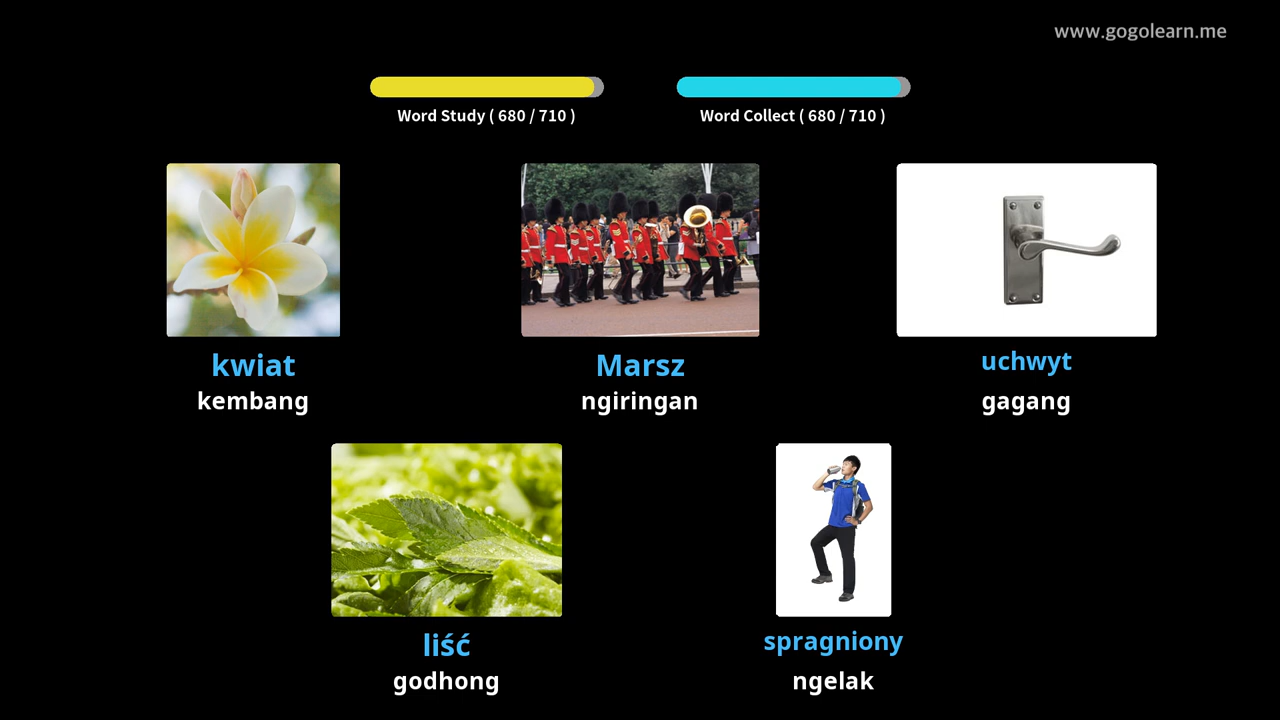 www.gogolearn.me
Word Study ( 680 / 710 )
Word Collect ( 680 / 710 )
kwiat
kembang
Marsz
ngiringan
uchwyt
gagang
liść
godhong
spragniony
ngelak